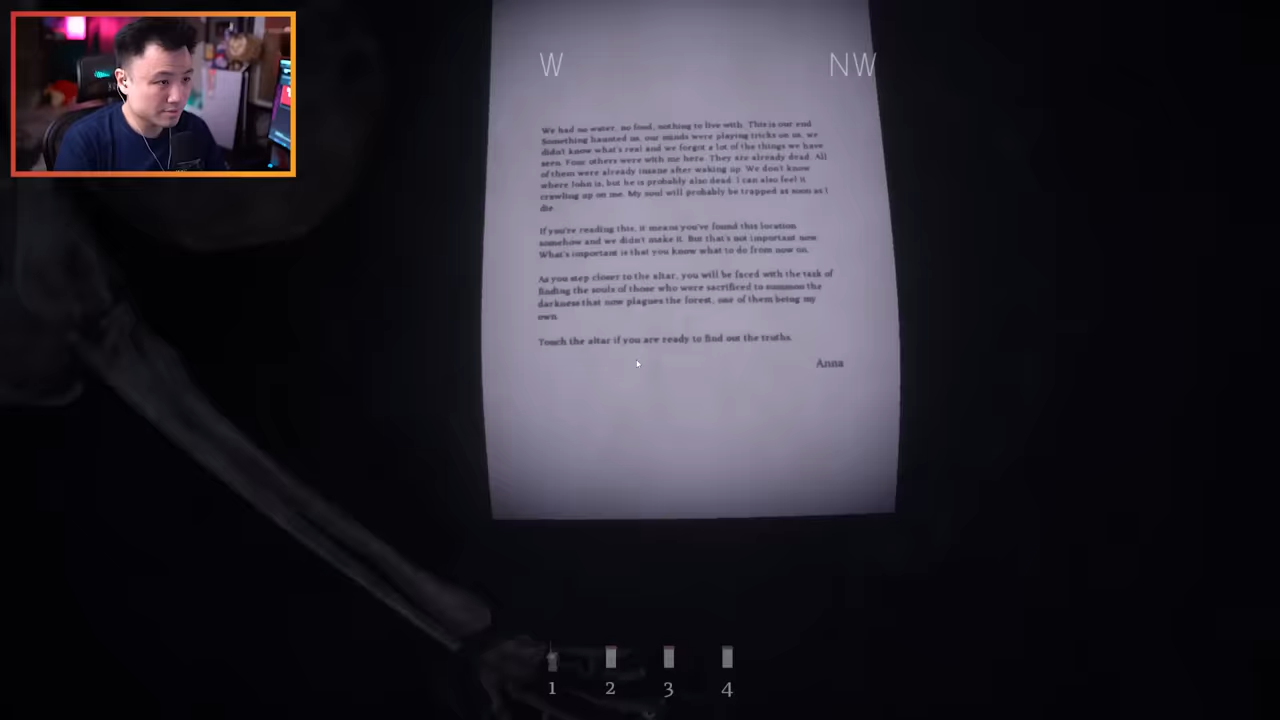 W NW
We had no water, no food, nothing to live with. This is our end.
Something haunted us, our minds were playing tricks on us, we
didn't know what's real and we forgot a lot of the things we have
seen. Four others were with me here. They are already dead. All
of them were already insane after waking up. We don't know
where John is, but he is probably also dead. I can also feel it
crawling up on me. My soul will probably be trapped as soon as I
die.
If you're reading this, it means you've found this location
somehow and we didn't make it. But that's not important now.
What's important is that you know what to do from now on.
As you step closer to the altar, you will be faced with the task of
finding the souls of those who were sacrificed to summon the
darkness that now plagues the forest, one of them being my
own.
Touch the altar if you are ready to find out the truths.
Anna
1 2 3 4